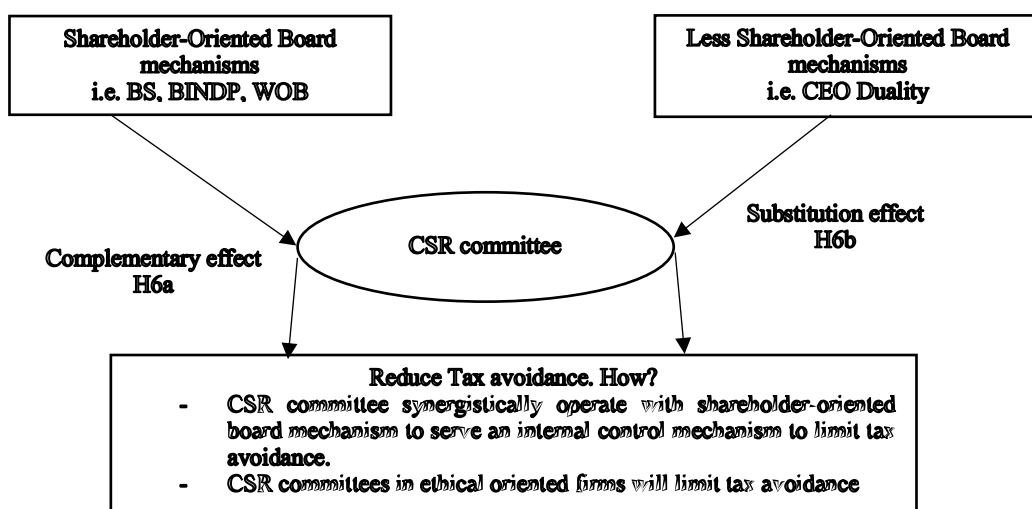 Shareholder-Oriented Board
mechanisms
i.e. BS, BINDP, WOB
Less Shareholder-Oriented Board
mechanisms
i.e. CEO Duality
Substitution effect
H6b
CSR committee
Complementary effect
H6a
Reduce Tax avoidance. How?
- CSR committee synergistically operate with shareholder-oriented
board mechanism to serve an internal control mechanism to limit tax
avoidance.
- CSR committees in ethical oriented firms will limit tax avoidance